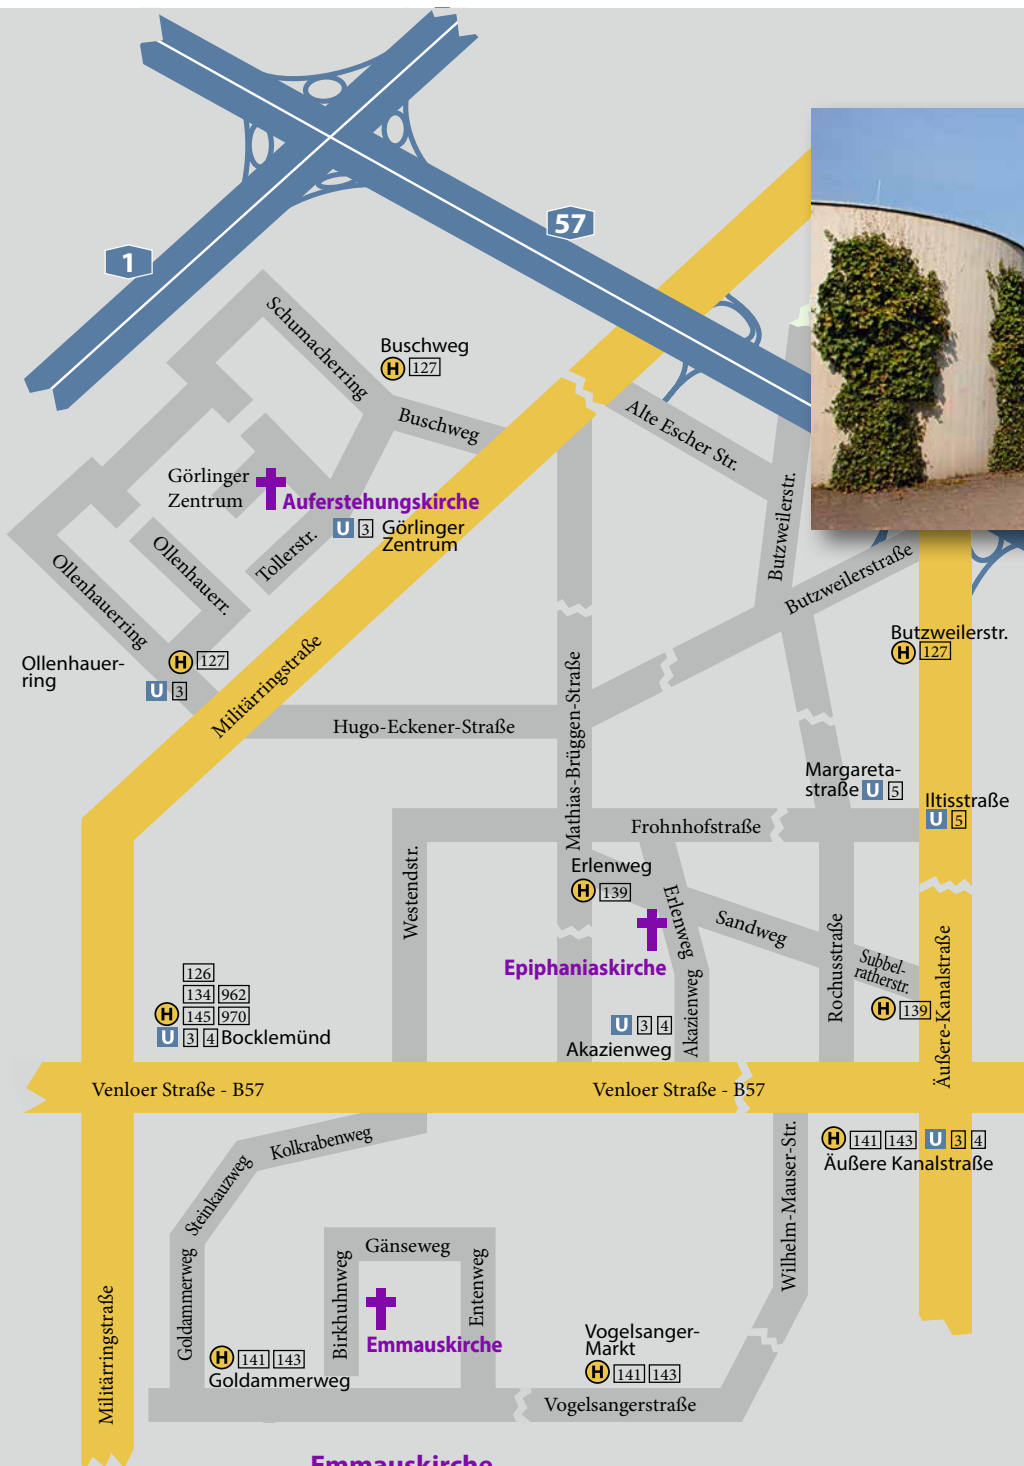 57
1
Schumacherring
Buschweg
H 127
Buschweg
Alte Escher Str.
Görlinger
Zentrum
Auferstehungskirche
U 3 Görlinger
Zentrum
Butzweilerstr.
Tollerstr.
Ollenhauerr.
Ollenhauerring
Butzweilerstraße
Butzweilerstr.
H 127
Ollenhauer-
ring
H 127
U 3
Militärringstraße
Hugo-Eckener-Straße
Mathias-Brüggen-Straße
Margareta-
straße U 5
Iltisstraße
U 5
Frohnhofstraße
Westendstr.
Erlenweg
H 139
Erlenweg
Sandweg
Epiphaniaskirche
Rochusstraße
Subbel-
ratherstr.
H 139
Äußere-Kanalstraße
126
134 962
H 145 970
U 3 4 Bocklemünd
U 3 4
Akazienweg
Akazienweg
Venloer Straße - B57
Venloer Straße - B57
Kolkrabenweg
Steinkauzweg
H 141 143 U 3 4
Äußere Kanalstraße
Wilhelm-Mauser-Str.
Goldammerweg
Gänseweg
Birkhuhnweg
Entenweg
Emmauskirche
Militärringstraße
H 141 143
Goldammerweg
Vogelsanger-
Markt
H 141 143
Vogelsangerstraße
Emmauskirche